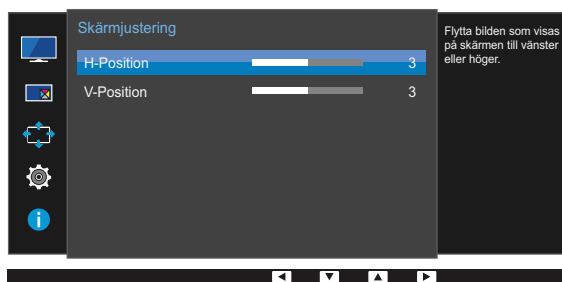 Skärmjustering
H-Position 3
V-Position 3
Flytta bilden som visas
på skärmen till vänster
eller höger.